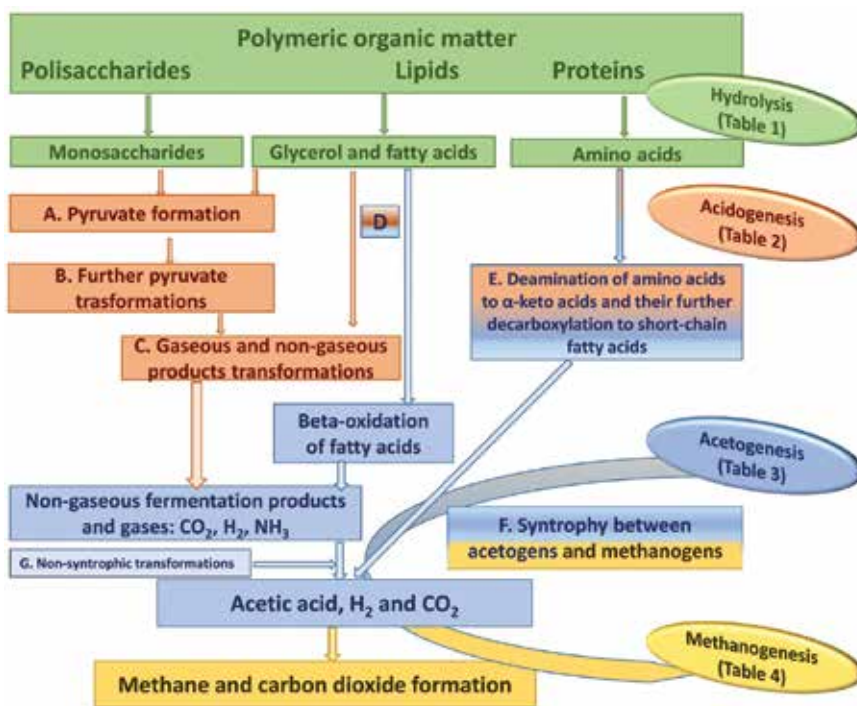 Polymeric organic matter
Polisaccharides Lipids Proteins
Hydrolysis
(Table 1)
Monosaccharides
Glycerol and fatty acids
Amino acids
A. Pyruvate formation
D
Acidogenesis
(Table 2)
B. Further pyruvate
trasformations
E. Deamination of amino acids
to α-keto acids and their further
decarboxylation to short-chain
fatty acids
C. Gaseous and non-gaseous
products transformations
Beta-oxidation
of fatty acids
Acetogenesis
(Table 3)
Non-gaseous fermentation products
and gases: CO₂, H₂, NH₃
F. Syntrophy between
acetogens and methanogens
G. Non-syntrophic transformations
Acetic acid, H₂ and CO₂
Methanogenesis
(Table 4)
Methane and carbon dioxide formation